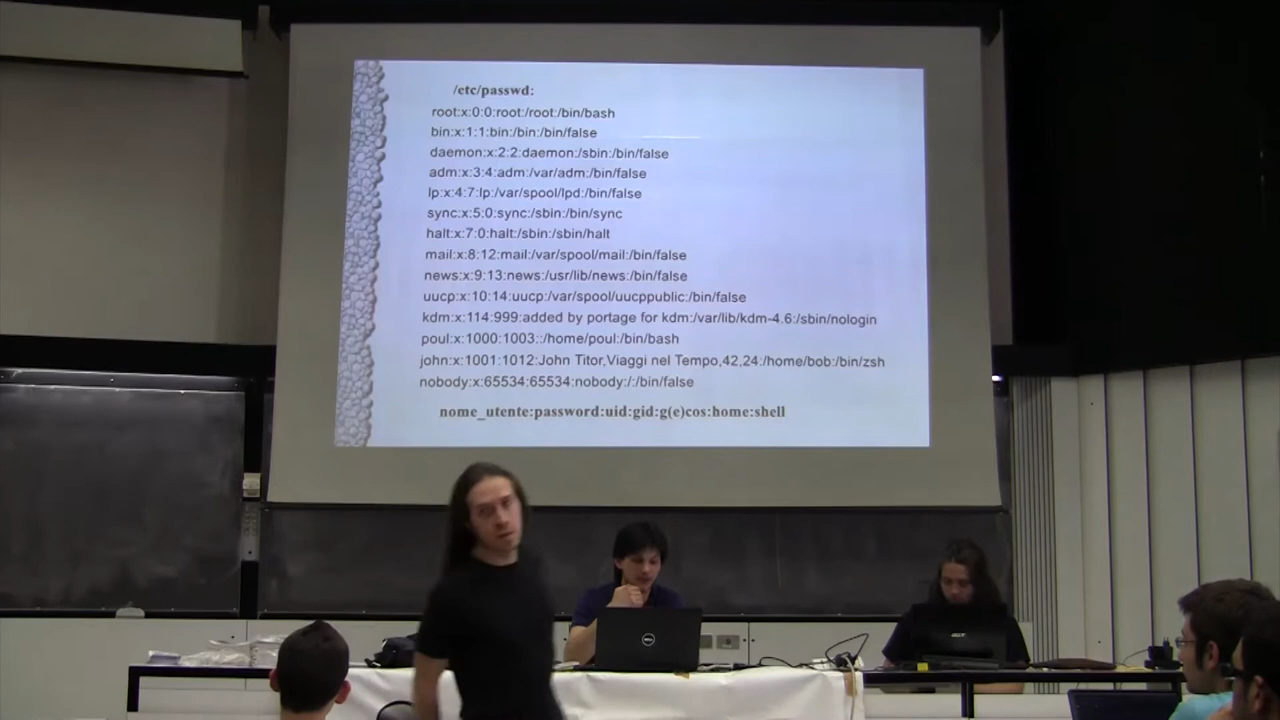 /etc/passwd:
root:x:0:0:root:/root:/bin/bash
bin:x:1:1:bin:/bin:/bin/false
daemon:x:2:2:daemon:/sbin:/bin/false
adm:x:3:4:adm:/var/adm:/bin/false
lp:x:4:7:lp:/var/spool/lpd:/bin/false
sync:x:5:0:sync:/sbin:/bin/sync
halt:x:7:0:halt:/sbin:/sbin/halt
mail:x:8:12:mail:/var/spool/mail:/bin/false
news:x:9:13:news:/usr/lib/news:/bin/false
uucp:x:10:14:uucp:/var/spool/uucppublic:/bin/false
kdm:x:114:999:added by portage for kdm:/var/lib/kdm-4.6:/sbin/nologin
poul:x:1000:1003::/home/poul:/bin/bash
john:x:1001:1012:John Titor,Viaggi nel Tempo,42,24:/home/bob:/bin/zsh
nobody:x:65534:65534:nobody:/:/bin/false
nome_utente:password:uid:gid:g(e)cos:home:shell
DELL
acer